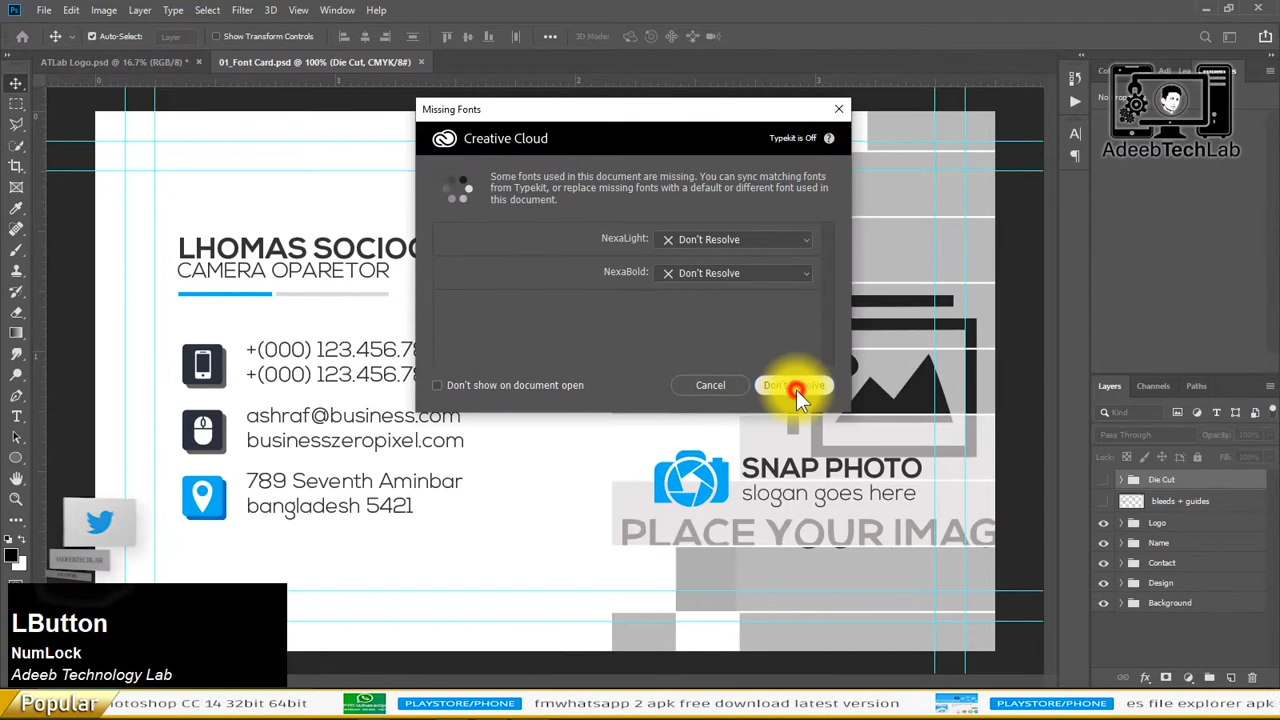 Ps File Edit Image Layer Type Select Filter 3D View Window Help
Auto-Select: Layer Show Transform Controls 3D Mode:
ATLab Logo.psd @ 16.7% (RGB/8) * × 01_Font Card.psd @ 100% (Die Cut, CMYK/8#) ×
0 1 2 3
Missing Fonts
Creative Cloud Typekit is Off ?
Some fonts used in this document are missing. You can sync matching fonts
from Typekit, or replace missing fonts with a default or different font used in
this document.
NexaLight: Don't Resolve
NexaBold: Don't Resolve
Don't show on document open Cancel
AdeebTechLab
LHOMAS SOCIOC
CAMERA OPARETOR
+(000) 123.456.78
+(000) 123.456.78
ashraf@business.com
businesszeropixel.com
789 Seventh Aminbar
bangladesh 5421
SNAP PHOTO
slogan goes here
PLACE YOUR IMAG
Layers Channels Paths
Kind
Pass Through Opacity: 100%
Lock: Fill: 100%
Die Cut
bleeds + guides
Logo
Name
Contact
Design
Background
/ADEEBTECHLAB
LButton
NumLock
Adeeb Technology Lab
Popular hotoshop CC 14 32bit 64bit PLAYSTORE/PHONE fmwhatsapp 2 apk free download latest version PLAYSTORE/PHONE es file explorer apk